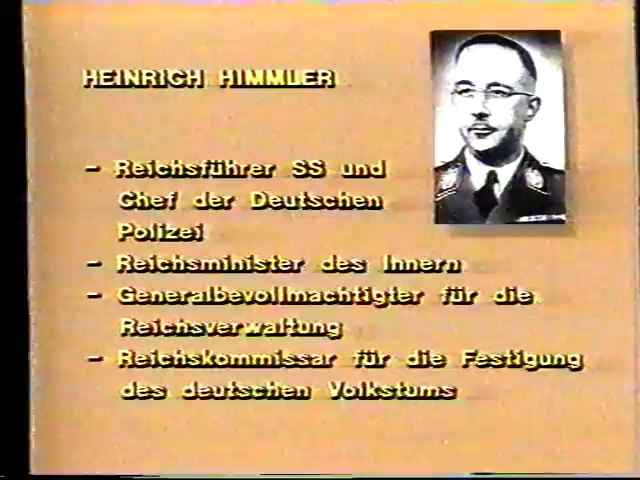 HEINRICH HIMMLER
- Reichsführer SS und
Chef der Deutschen
Polizei
- Reichsminister des Innern
- Generalbevollmachtigter für die
Reichsverwaltung
- Reichskommissar für die Festigung
des deutschen Volkstums